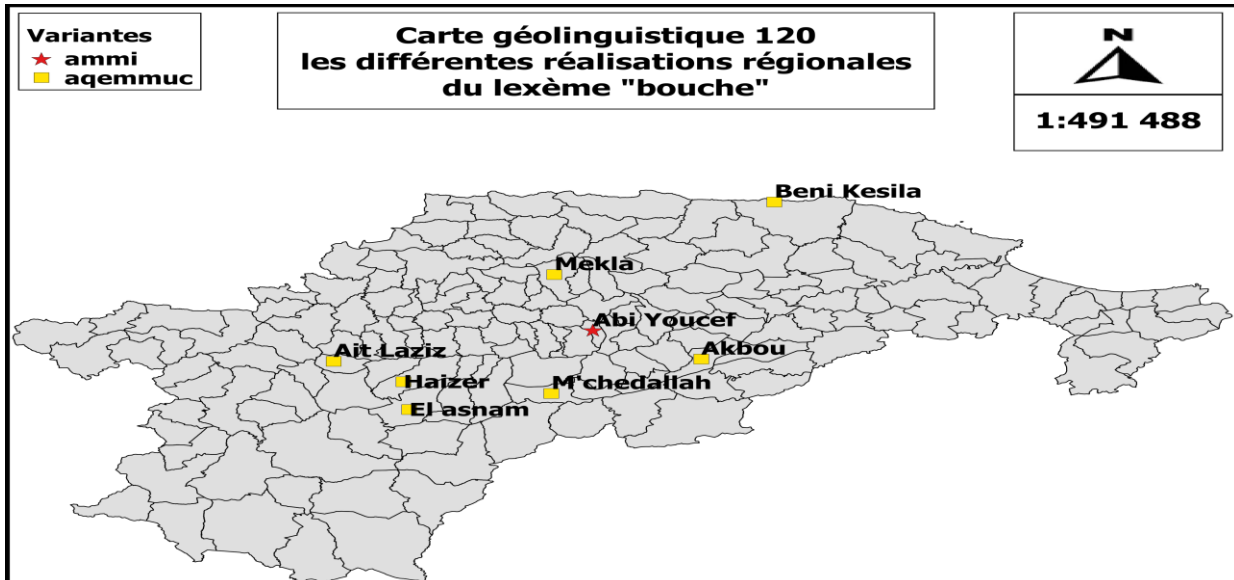 Variantes
ammi
aqemmuc
Carte géolinguistique 120
les différentes réalisations régionales
du lexème "bouche"
N
1:491 488
Beni Kesila
Mekla
Abi Youcef
Ait Laziz
Akbou
Haizer
M'chedallah
El asnam